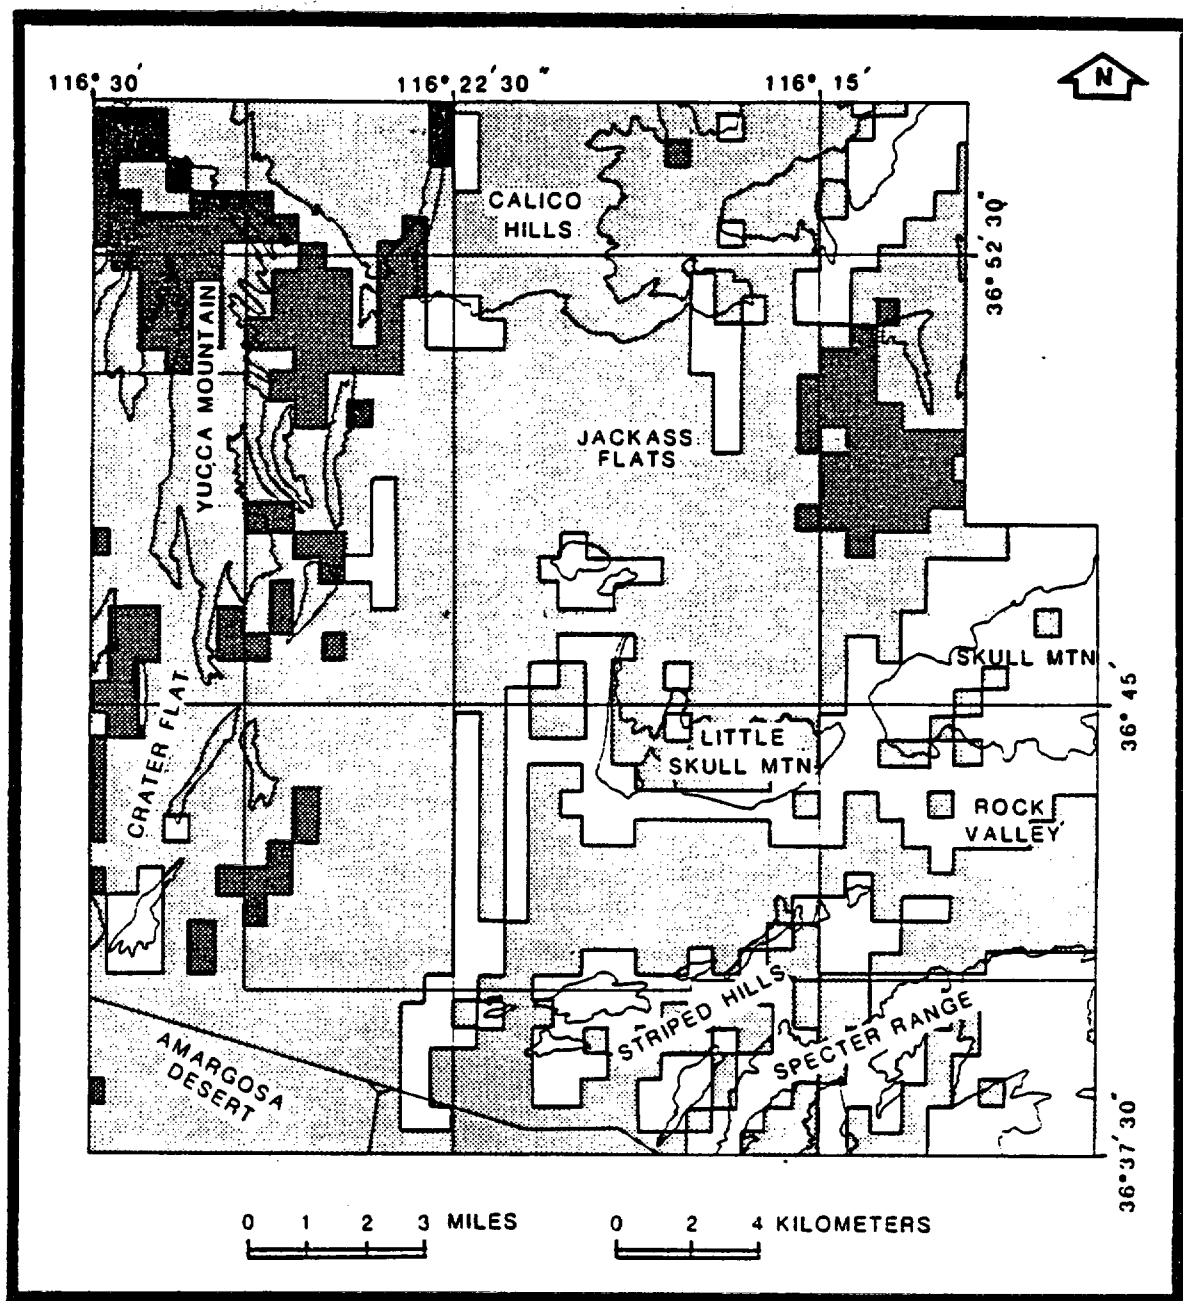 116° 30′
116° 22′ 30″
116° 15′
N
CALICO
HILLS
36° 52′ 30″
YUCCA MOUNTAIN
JACKASS
FLATS
SKULL MTN
36° 45′
CRATER FLAT
LITTLE
SKULL MTN
ROCK
VALLEY
STRIPED HILLS
SPECTER RANGE
AMARGOSA
DESERT
36° 37′ 30″
0 1 2 3 MILES
0 2 4 KILOMETERS